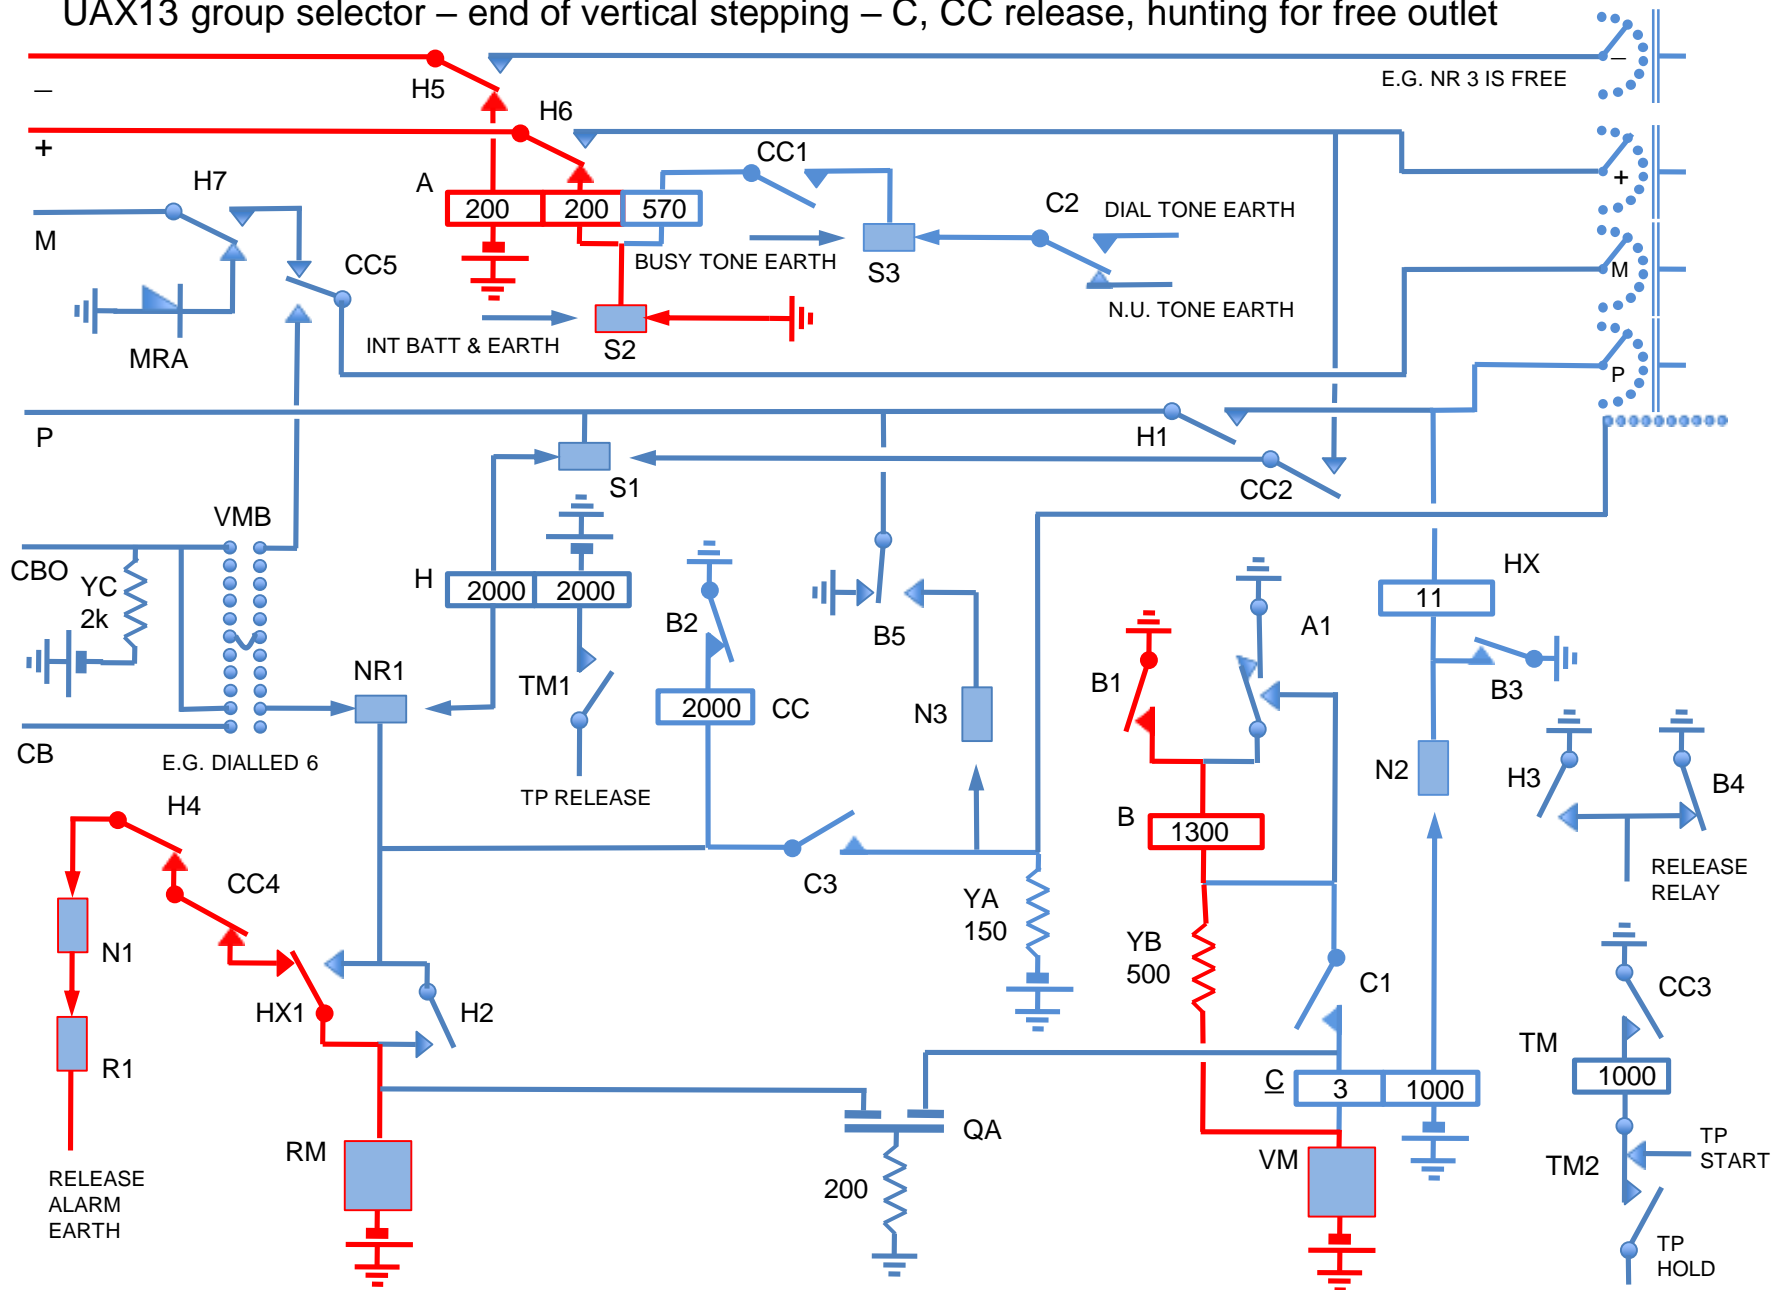 UAX13 group selector – end of vertical stepping – C, CC release, hunting for free outlet
–
H5
E.G. NR 3 IS FREE
–
H6
+
CC1
H7
A
200
200
570
+
C2
DIAL TONE EARTH
M
BUSY TONE EARTH
CC5
S3
M
N.U. TONE EARTH
INT BATT & EARTH
S2
MRA
P
P
H1
S1
CC2
VMB
CBO
YC
2k
H
2000
2000
HX
11
B2
B5
A1
TM1
NR1
B1
B3
2000
CC
N3
CB
E.G. DIALLED 6
N2
H3
B4
TP RELEASE
H4
B
1300
RELEASE
RELAY
CC4
C3
YA
150
N1
YB
500
C1
CC3
HX1
H2
TM
R1
C
3
1000
1000
QA
RM
VM
TM2
TP
START
RELEASE
ALARM
EARTH
200
TP
HOLD